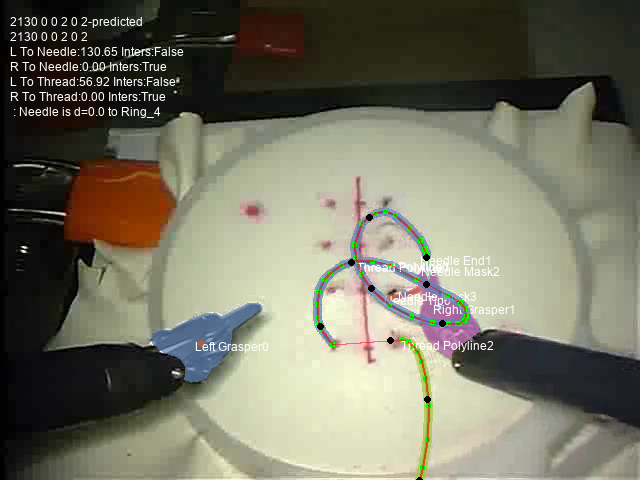 2130 0 0 2 0 2-predicted
2130 0 0 2 0 2
L To Needle:130.65 Inters:False
R To Needle:0.00 Inters:True
L To Thread:56.92 Inters:False
R To Thread:0.00 Inters:True
: Needle is d=0.0 to Ring_4
Needle End1
Thread
Needle Mask2
Right Grasper1
Left Grasper0
Thread Polyline2